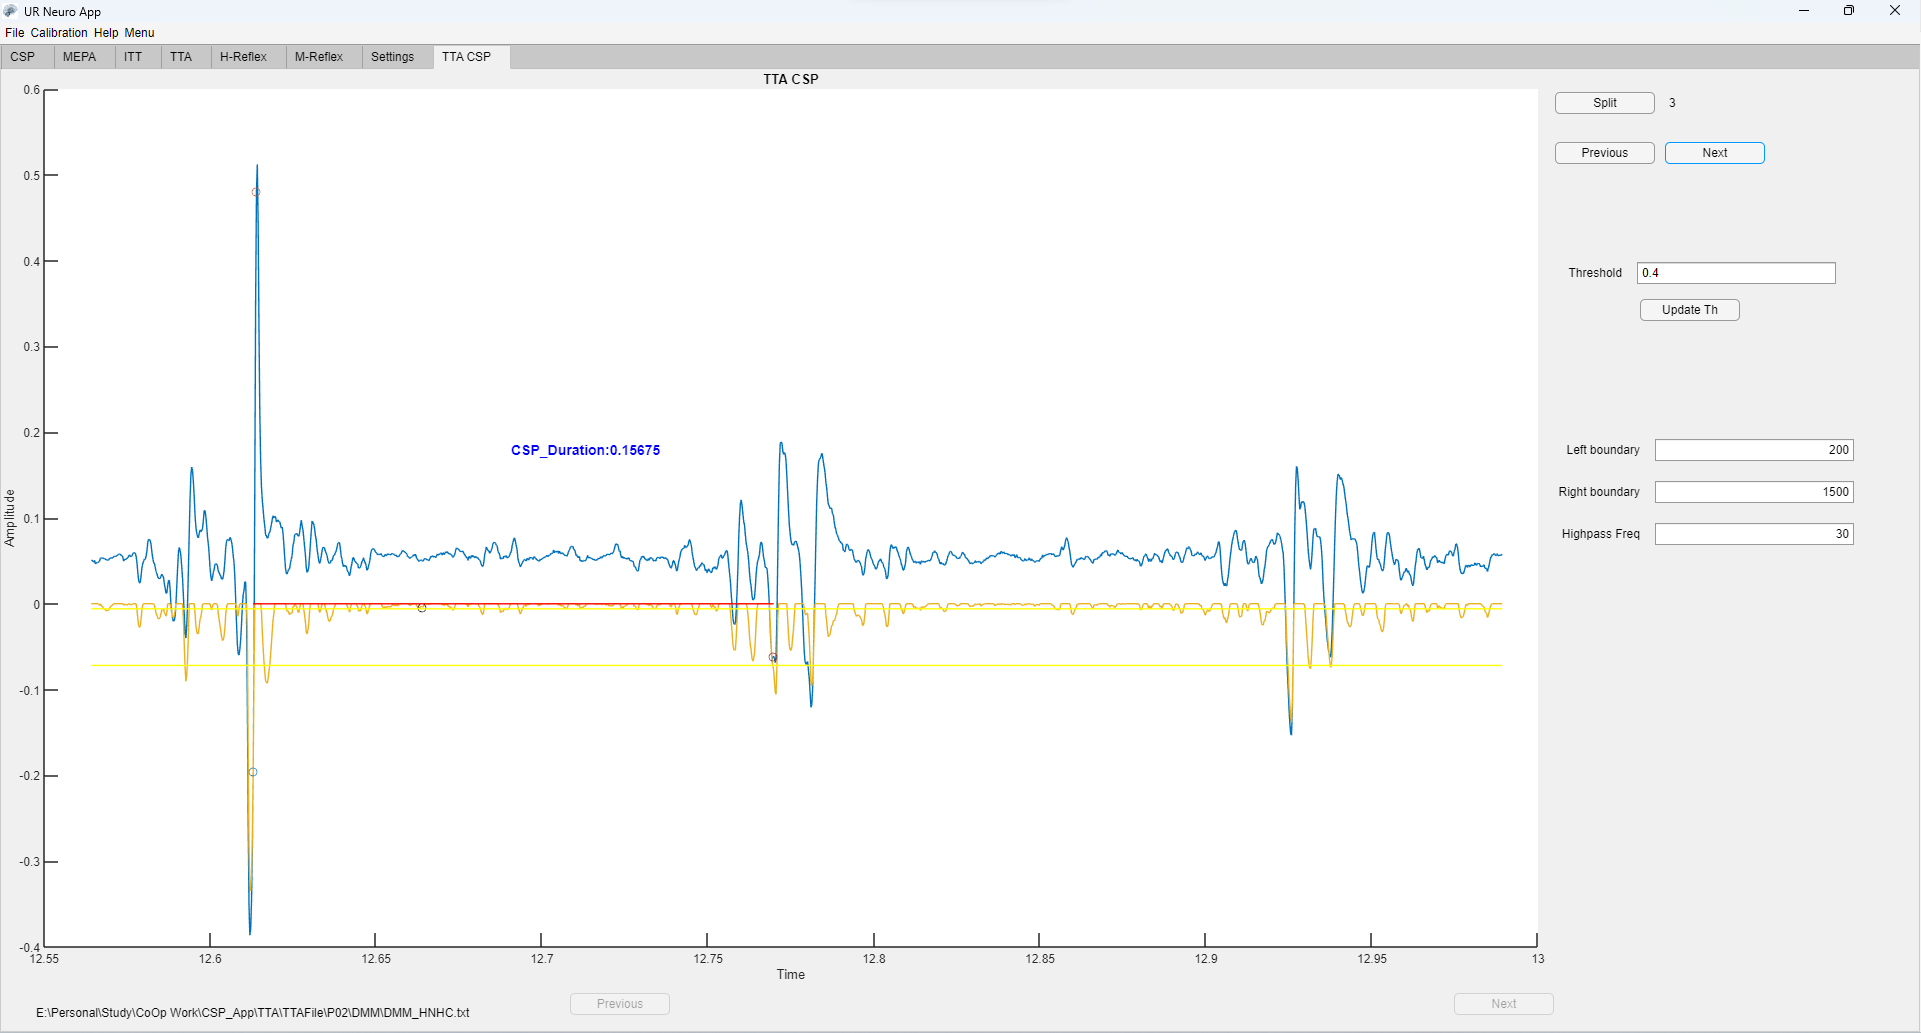 UR Neuro App
File Calibration Help Menu
CSP MEPA ITT TTA H-Reflex M-Reflex Settings TTA CSP
TTA CSP
0.6
0.5
0.4
0.3
0.2
0.1
0
-0.1
-0.2
-0.3
-0.4
Amplitude
CSP_Duration:0.15675
12.55 12.6 12.65 12.7 12.75 12.8 12.85 12.9 12.95 13
Time
Split 3
Previous Next
Threshold 0.4
Update Th
Left boundary 200
Right boundary 1500
Highpass Freq 30
Previous Next
E:\Personal\Study\CoOp Work\CSP_App\TTA\TTAFile\P02\DMM\DMM_HNHC.txt